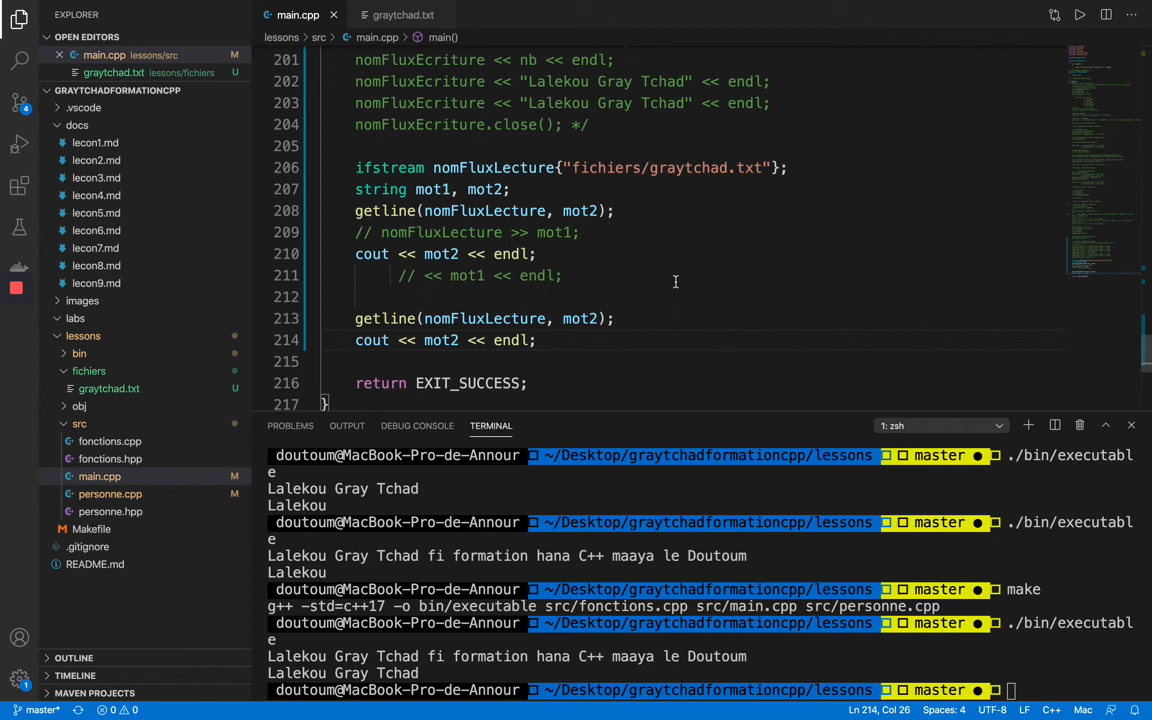 EXPLORER
OPEN EDITORS
main.cpp lessons/src M
graytchad.txt lessons/fichiers U
GRAYTCHADFORMATIONCPP
.vscode
docs
lecon1.md
lecon2.md
lecon3.md
lecon4.md
lecon5.md
lecon6.md
lecon7.md
lecon8.md
lecon9.md
images
labs
lessons
bin
fichiers
graytchad.txt U
obj
src
fonctions.cpp
fonctions.hpp
main.cpp M
personne.cpp M
personne.hpp
Makefile
.gitignore
README.md
OUTLINE
TIMELINE
MAVEN PROJECTS
4
1
main.cpp graytchad.txt
lessons > src > main.cpp > main()
201 nomFluxEcriture << nb << endl;
202 nomFluxEcriture << "Lalekou Gray Tchad" << endl;
203 nomFluxEcriture << "Lalekou Gray Tchad" << endl;
204 nomFluxEcriture.close(); */
205
206 ifstream nomFluxLecture{"fichiers/graytchad.txt"};
207 string mot1, mot2;
208 getline(nomFluxLecture, mot2);
209 // nomFluxLecture >> mot1;
210 cout << mot2 << endl;
211 // << mot1 << endl;
212
213 getline(nomFluxLecture, mot2);
214 cout << mot2 << endl;
215
216 return EXIT_SUCCESS;
217 }
PROBLEMS OUTPUT DEBUG CONSOLE TERMINAL 1: zsh
doutoum@MacBook-Pro-de-Annour ~/Desktop/graytchadformationcpp/lessons master ● ./bin/executabl
e
Lalekou Gray Tchad
Lalekou
doutoum@MacBook-Pro-de-Annour ~/Desktop/graytchadformationcpp/lessons master ● ./bin/executabl
e
Lalekou Gray Tchad fi formation hana C++ maaya le Doutoum
Lalekou
doutoum@MacBook-Pro-de-Annour ~/Desktop/graytchadformationcpp/lessons master ● make
g++ -std=c++17 -o bin/executable src/fonctions.cpp src/main.cpp src/personne.cpp
doutoum@MacBook-Pro-de-Annour ~/Desktop/graytchadformationcpp/lessons master ● ./bin/executabl
e
Lalekou Gray Tchad fi formation hana C++ maaya le Doutoum
Lalekou Gray Tchad
doutoum@MacBook-Pro-de-Annour ~/Desktop/graytchadformationcpp/lessons master ●
master* 0 0 Ln 214, Col 26 Spaces: 4 UTF-8 LF C++ Mac